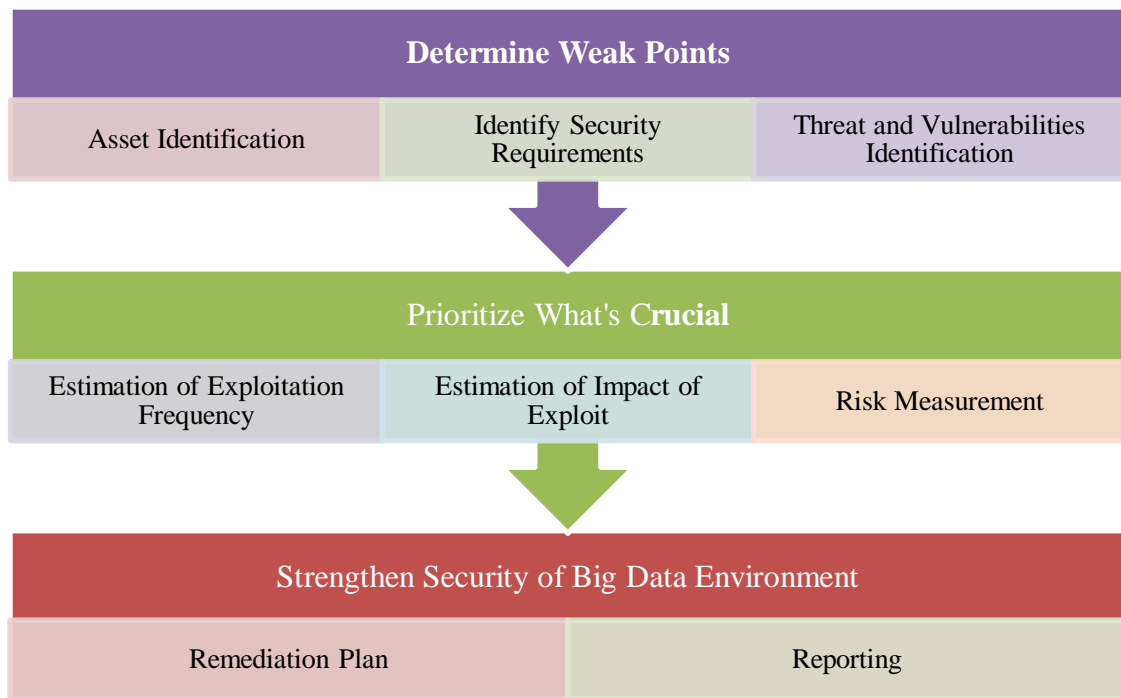 Determine Weak Points
Asset Identification
Identify Security
Requirements
Threat and Vulnerabilities
Identification
Prioritize What's Crucial
Estimation of Exploitation
Frequency
Estimation of Impact of
Exploit
Risk Measurement
Strengthen Security of Big Data Environment
Remediation Plan
Reporting